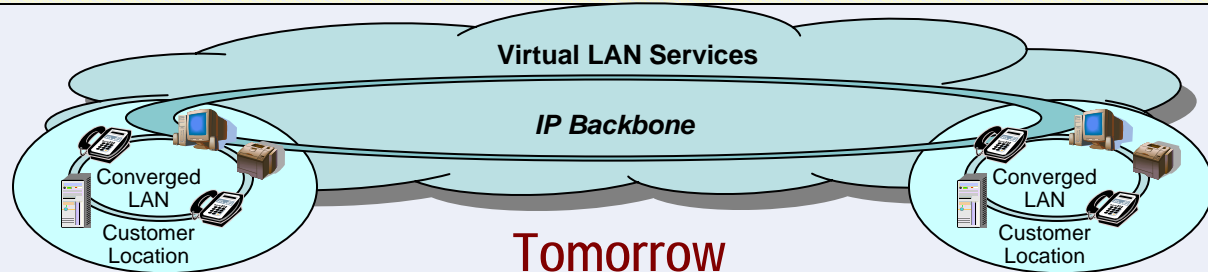 Virtual LAN Services
IP Backbone
Converged
LAN
Customer
Location
Converged
LAN
Customer
Location
Tomorrow